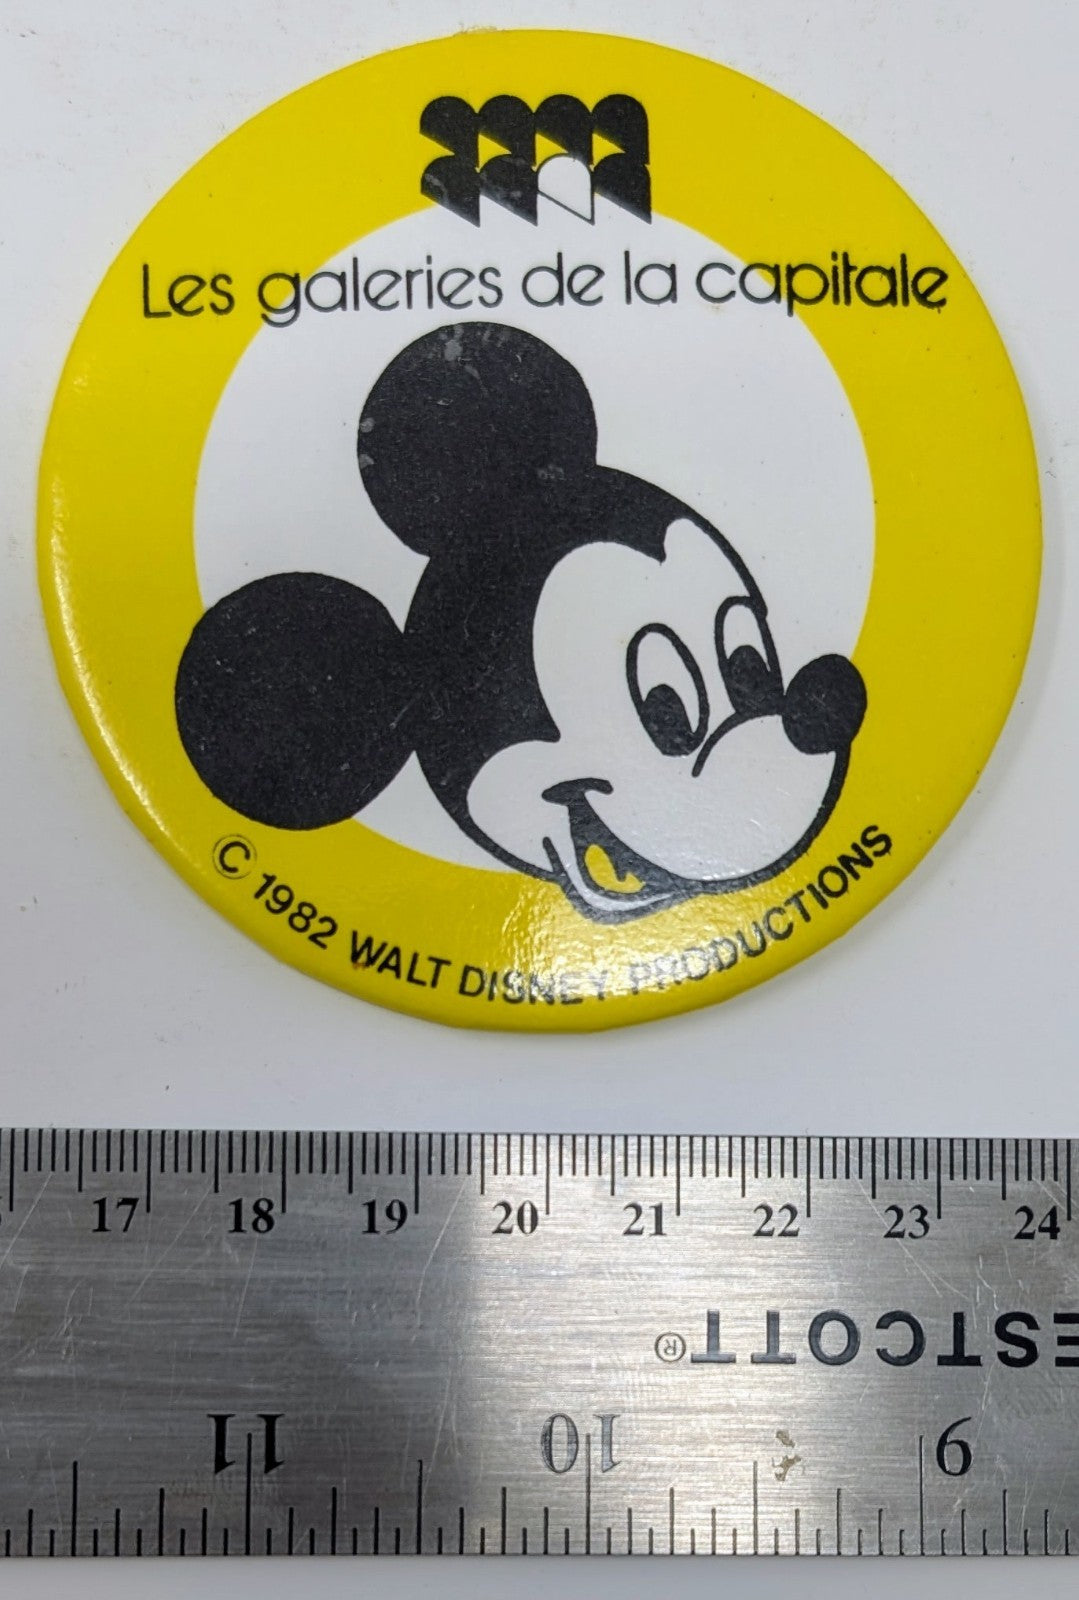 Les galeries de la capitale
© 1982 WALT DISNEY PRODUCTIONS
17 18 19 20 21 22 23 24
ESTCOTT®
11 10 9